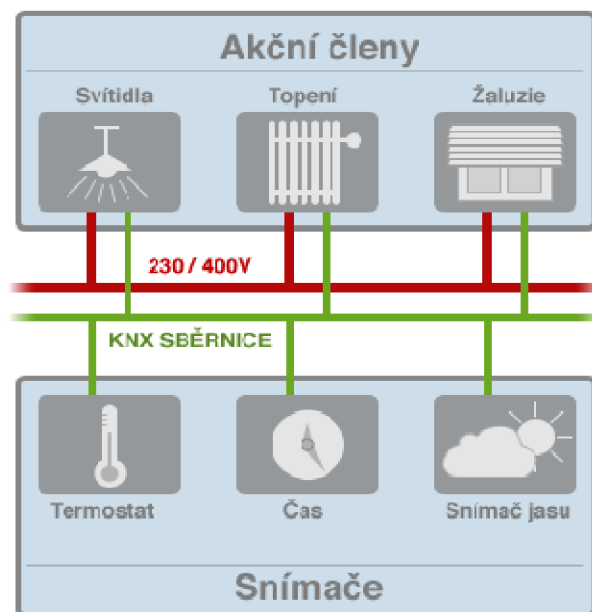 Akční členy
Svítidla Topení Žaluzie
230 / 400V
KNX SBĚRNICE
Termostat Čas Snímač jasu
Snímače